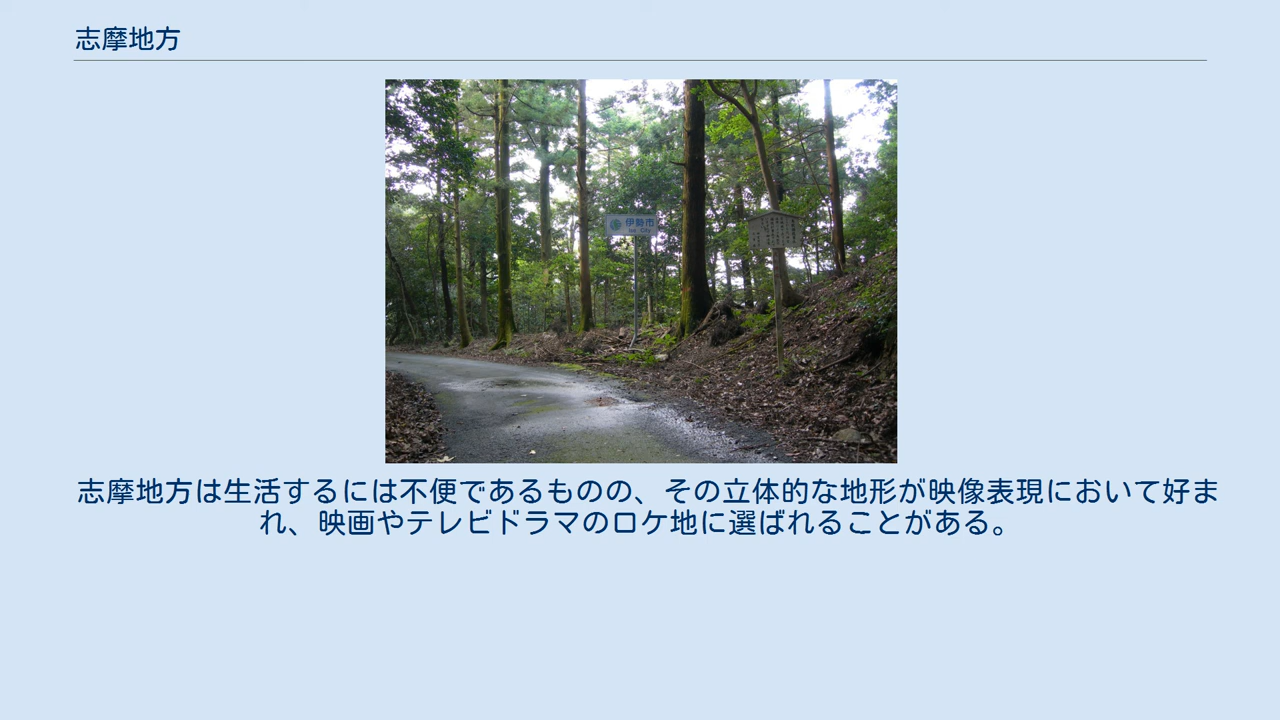 志摩地方
伊勢市
Ise City
志摩地方は生活するには不便であるものの、その立体的な地形が映像表現において好ま
れ、映画やテレビドラマのロケ地に選ばれることがある。